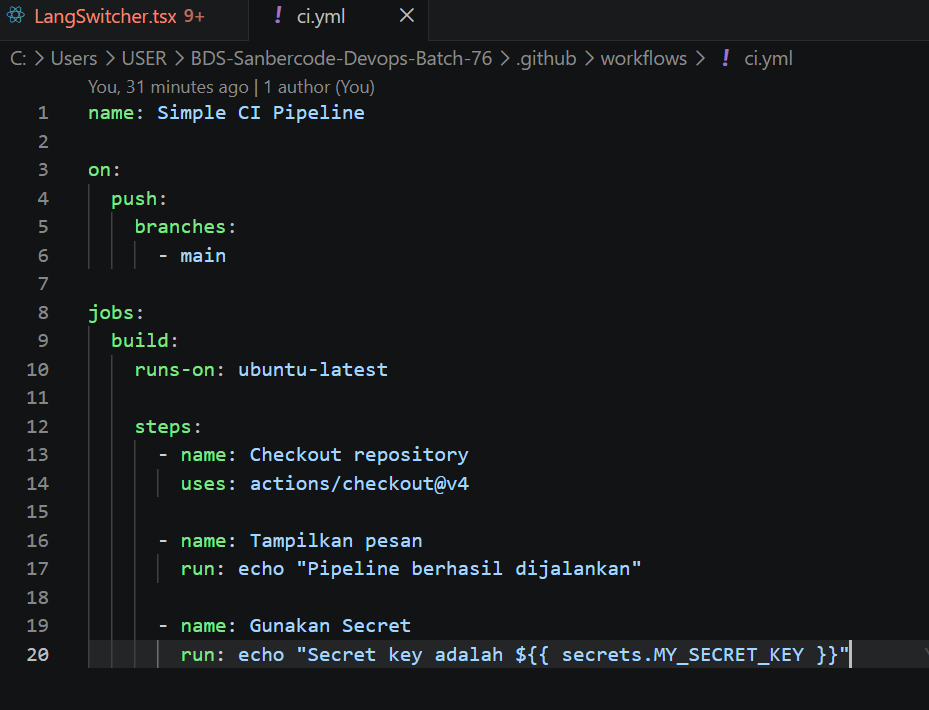 LangSwitcher.tsx 9+ ! ci.yml ×
C: > Users > USER > BDS-Sanbercode-Devops-Batch-76 > .github > workflows > ! ci.yml
You, 31 minutes ago | 1 author (You)
1 name: Simple CI Pipeline
2
3 on:
4   push:
5     branches:
6       - main
7
8 jobs:
9   build:
10     runs-on: ubuntu-latest
11
12     steps:
13       - name: Checkout repository
14         uses: actions/checkout@v4
15
16       - name: Tampilkan pesan
17         run: echo "Pipeline berhasil dijalankan"
18
19       - name: Gunakan Secret
20         run: echo "Secret key adalah ${{ secrets.MY_SECRET_KEY }}"